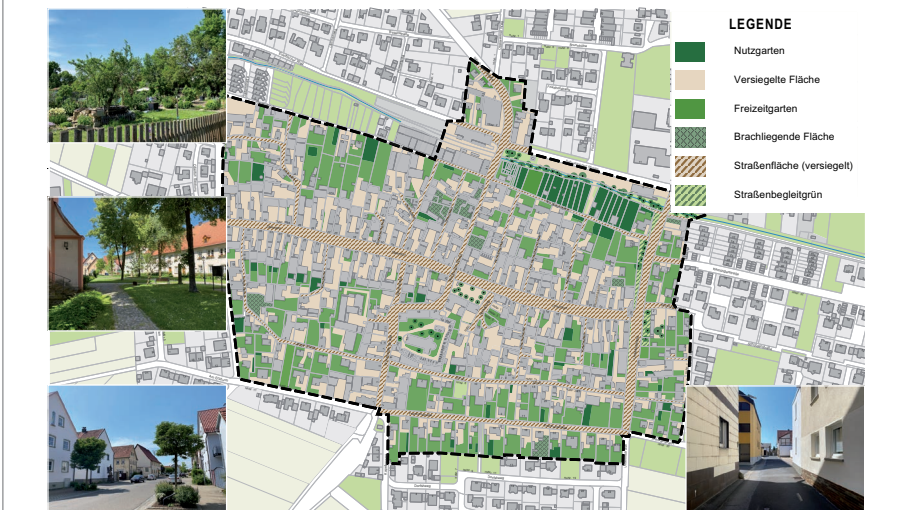 LEGENDE
Nutzgarten
Versiegelte Fläche
Freizeitgarten
Brachliegende Fläche
Straßenfläche (versiegelt)
Straßenbegleitgrün